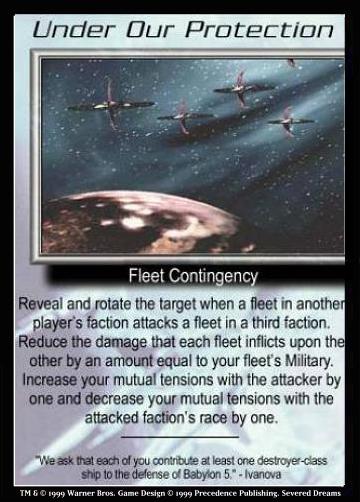 Under Our Protection
Fleet Contingency
Reveal and rotate the target when a fleet in another
player's faction attacks a fleet in a third faction.
Reduce the damage that each fleet inflicts upon the
other by an amount equal to your fleet's Military.
Increase your mutual tensions with the attacker by
one and decrease your mutual tensions with the
attacked faction's race by one.
"We ask that each of you contribute at least one destroyer-class
ship to the defense of Babylon 5." - Ivanova
TM & © 1999 Warner Bros. Game Design © 1999 Precedence Publishing. Severed Dreams